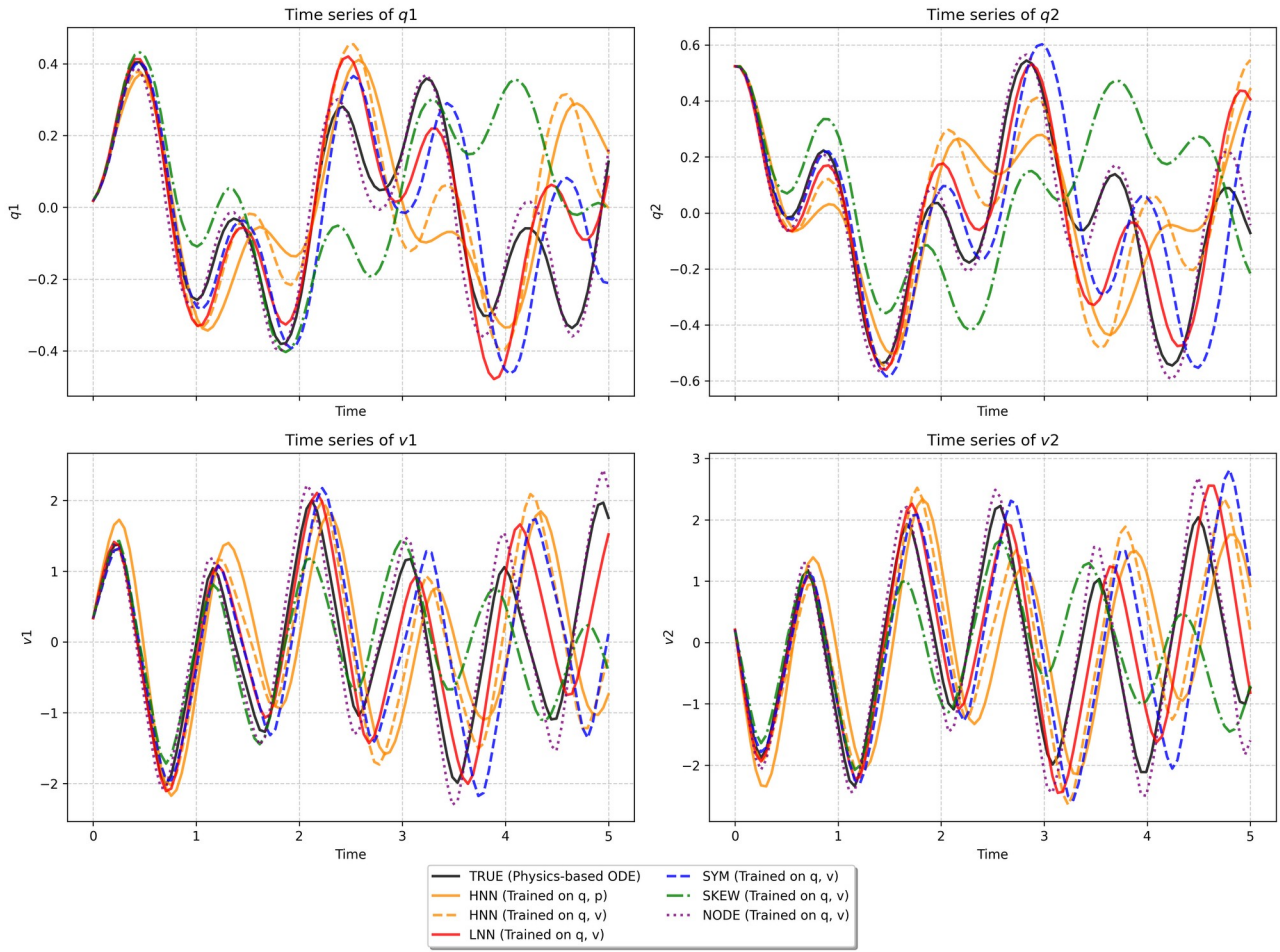 Time series of q1
0.4
0.2
0.0
−0.2
−0.4
q1
Time
Time series of q2
0.6
0.4
0.2
0.0
−0.2
−0.4
−0.6
q2
Time
Time series of v1
2
1
0
−1
−2
v1
0 1 2 3 4 5
Time
Time series of v2
3
2
1
0
−1
−2
v2
0 1 2 3 4 5
Time
TRUE (Physics-based ODE)
HNN (Trained on q, p)
HNN (Trained on q, v)
LNN (Trained on q, v)
SYM (Trained on q, v)
SKEW (Trained on q, v)
NODE (Trained on q, v)